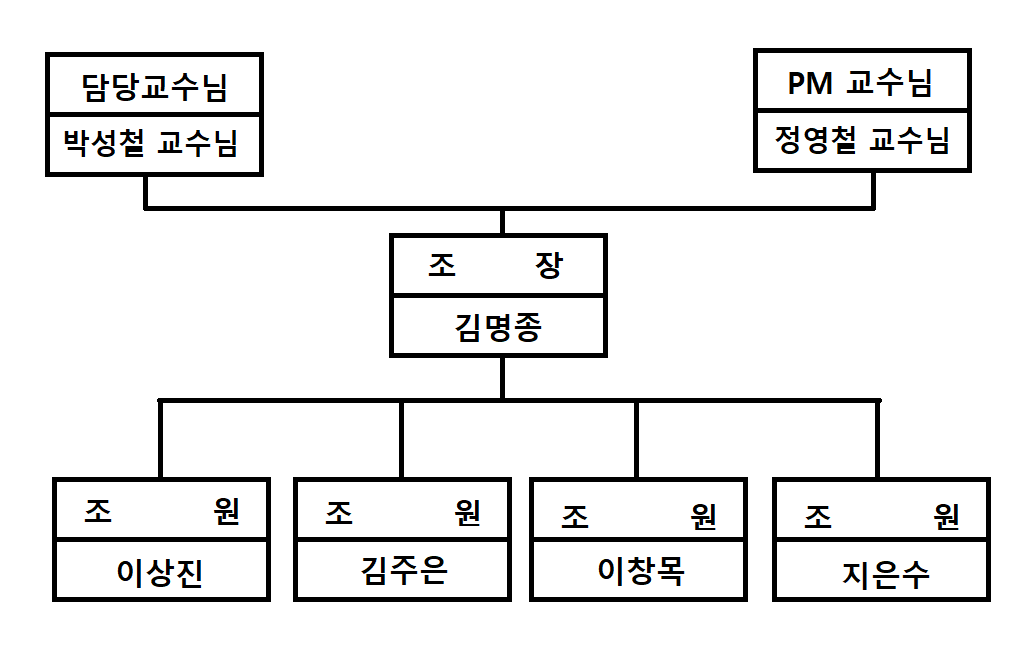 담당교수님
박성철 교수님
PM 교수님
정영철 교수님
조 장
김명종
조 원
이상진
조 원
김주은
조 원
이창목
조 원
지은수